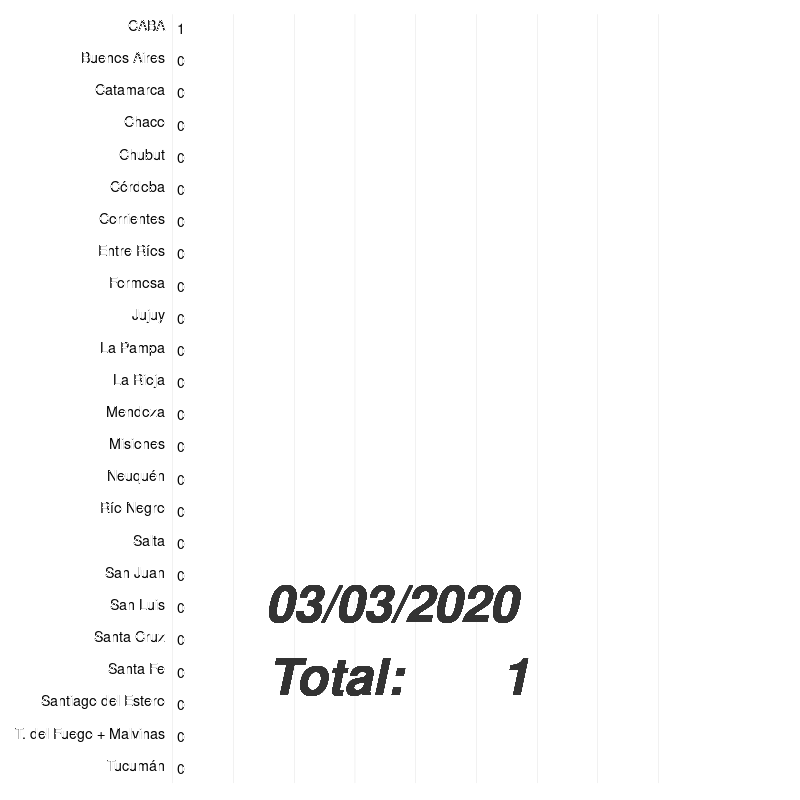 CABA 1
Buenos Aires 0
Catamarca 0
Chaco 0
Chubut 0
Córdoba 0
Corrientes 0
Entre Ríos 0
Formosa 0
Jujuy 0
La Pampa 0
La Rioja 0
Mendoza 0
Misiones 0
Neuquén 0
Río Negro 0
Salta 0
San Juan 0
San Luis 0
Santa Cruz 0
Santa Fe 0
Santiago del Estero 0
T. del Fuego + Malvinas 0
Tucumán 0
03/03/2020
Total: 1